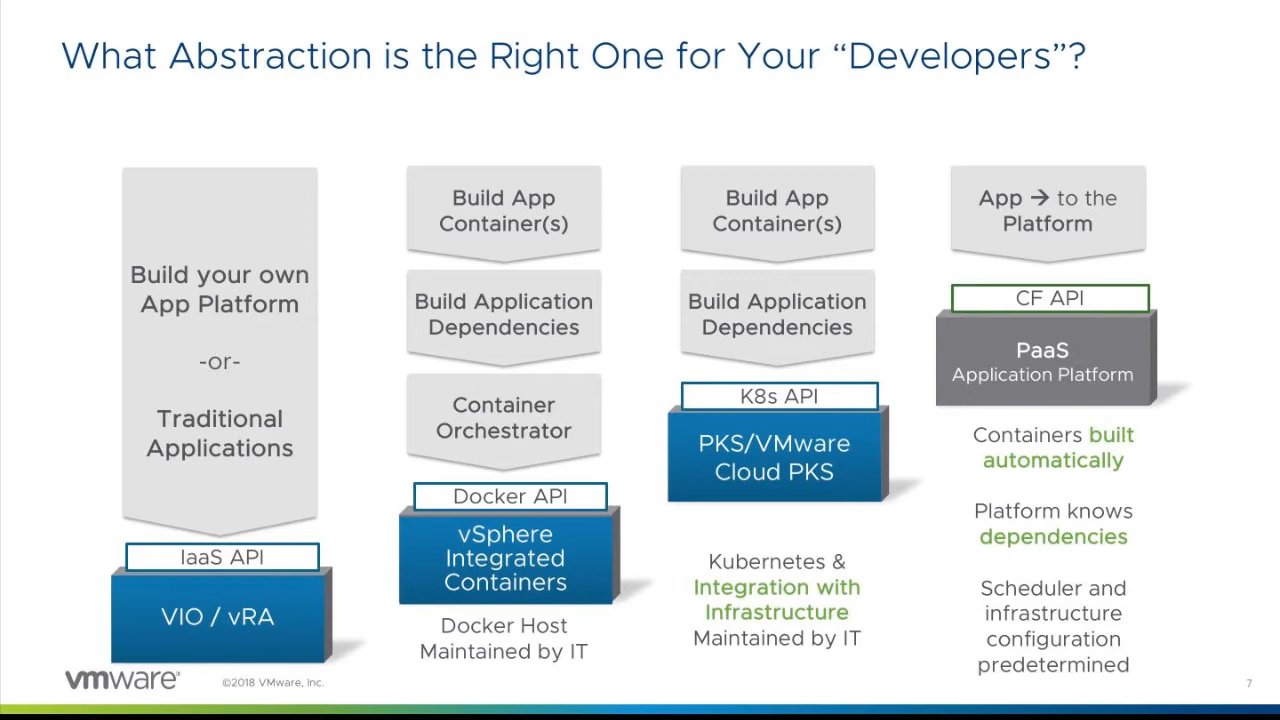 What Abstraction is the Right One for Your “Developers”?
Build your own
App Platform
-or-
Traditional
Applications
IaaS API
VIO / vRA
Build App
Container(s)
Build Application
Dependencies
Container
Orchestrator
Docker API
vSphere
Integrated
Containers
Docker Host
Maintained by IT
Build App
Container(s)
Build Application
Dependencies
K8s API
PKS/VMware
Cloud PKS
Kubernetes &
Integration with
Infrastructure
Maintained by IT
App → to the
Platform
CF API
PaaS
Application Platform
Containers built
automatically
Platform knows
dependencies
Scheduler and
infrastructure
configuration
predetermined
vmware®
©2018 VMware, Inc.
7